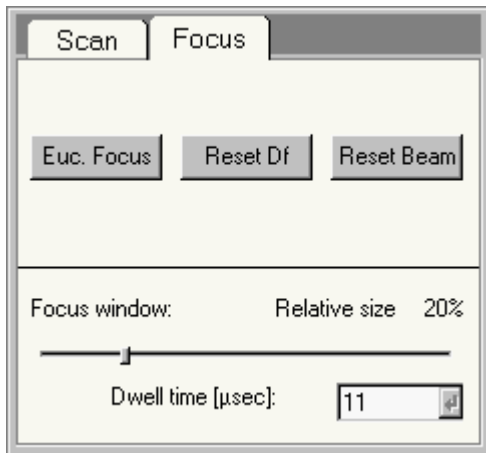 Scan Focus
Euc. Focus Reset Df Reset Beam
Focus window: Relative size 20%
Dwell time [µsec]: 11